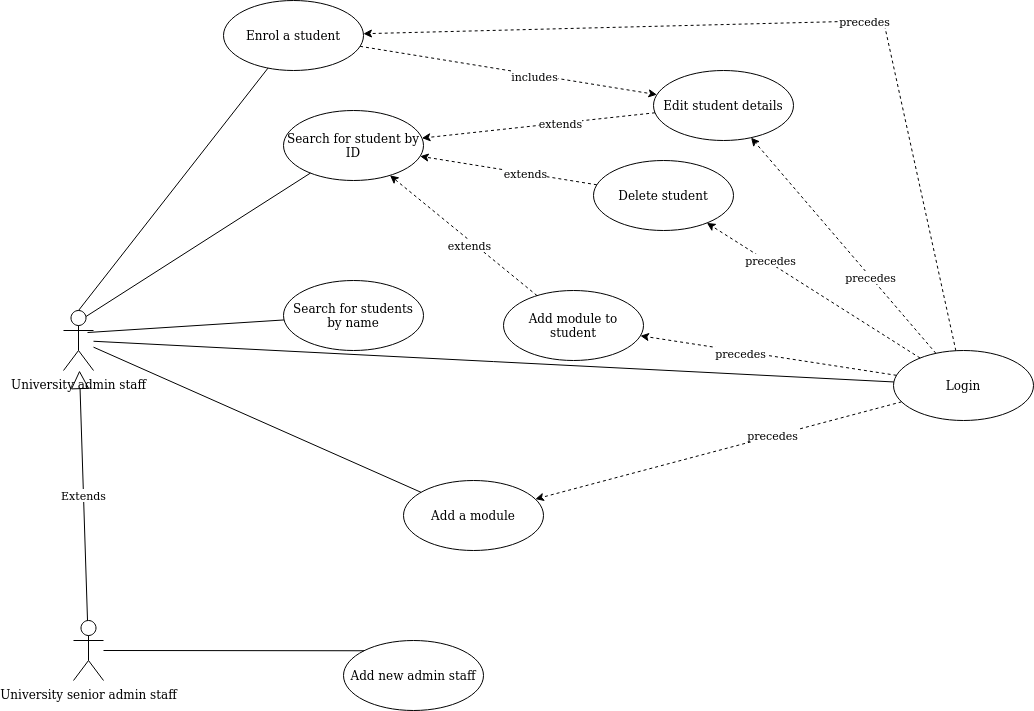 precedes
Enrol a student
includes
Edit student details
extends
Search for student by
ID
extends
Delete student
extends
precedes
precedes
Search for students
by name
Add module to
student
precedes
University admin staff
Login
precedes
Extends
Add a module
Add new admin staff
University senior admin staff